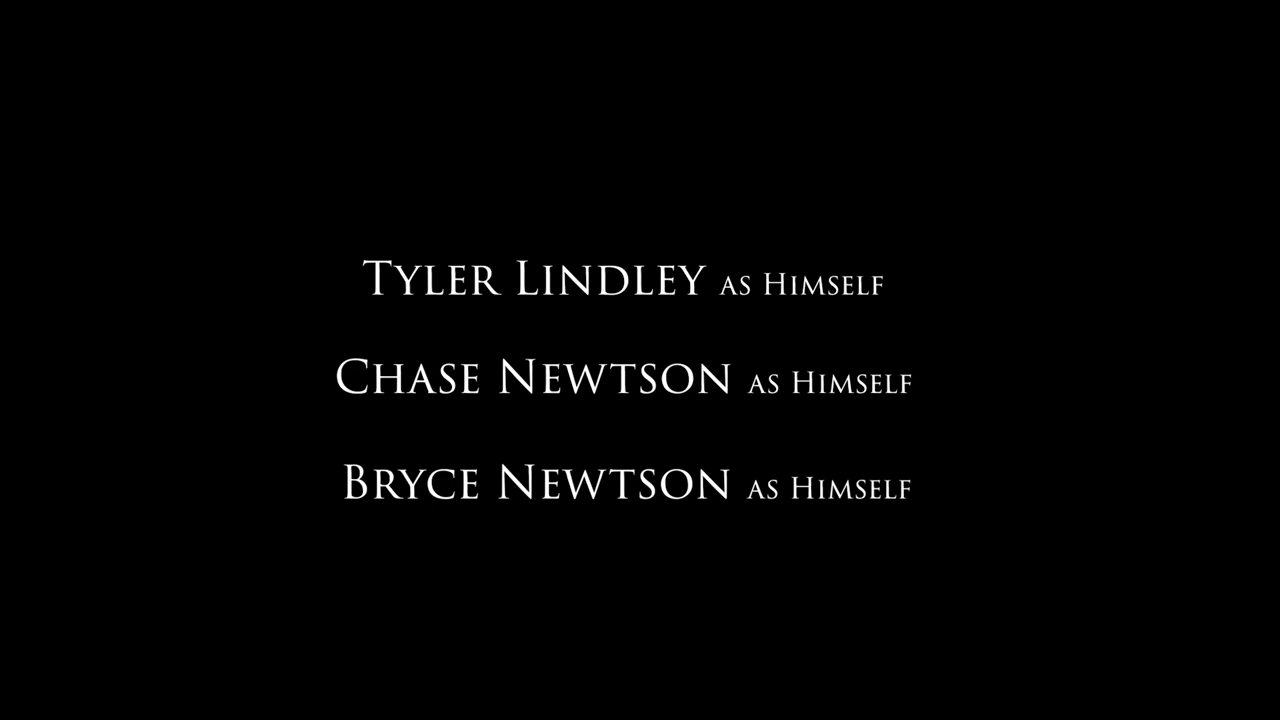 Tyler Lindley as Himself
Chase Newtson as Himself
Bryce Newtson as Himself